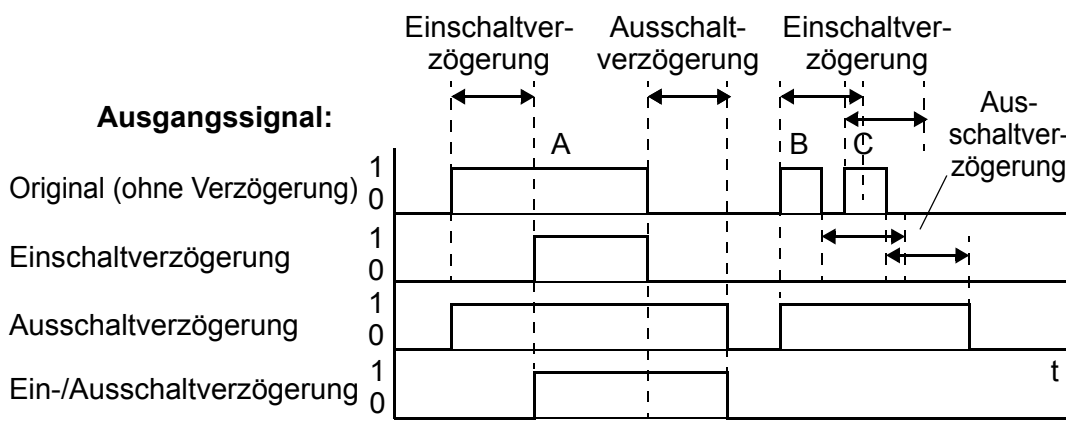 Einschaltver-
zögerung
Ausschalt-
verzögerung
Einschaltver-
zögerung
Aus-
schaltver-
zögerung
Ausgangssignal:
A
B
C
Original (ohne Verzögerung)
1
0
Einschaltverzögerung
1
0
Ausschaltverzögerung
1
0
Ein-/Ausschaltverzögerung
1
0
t